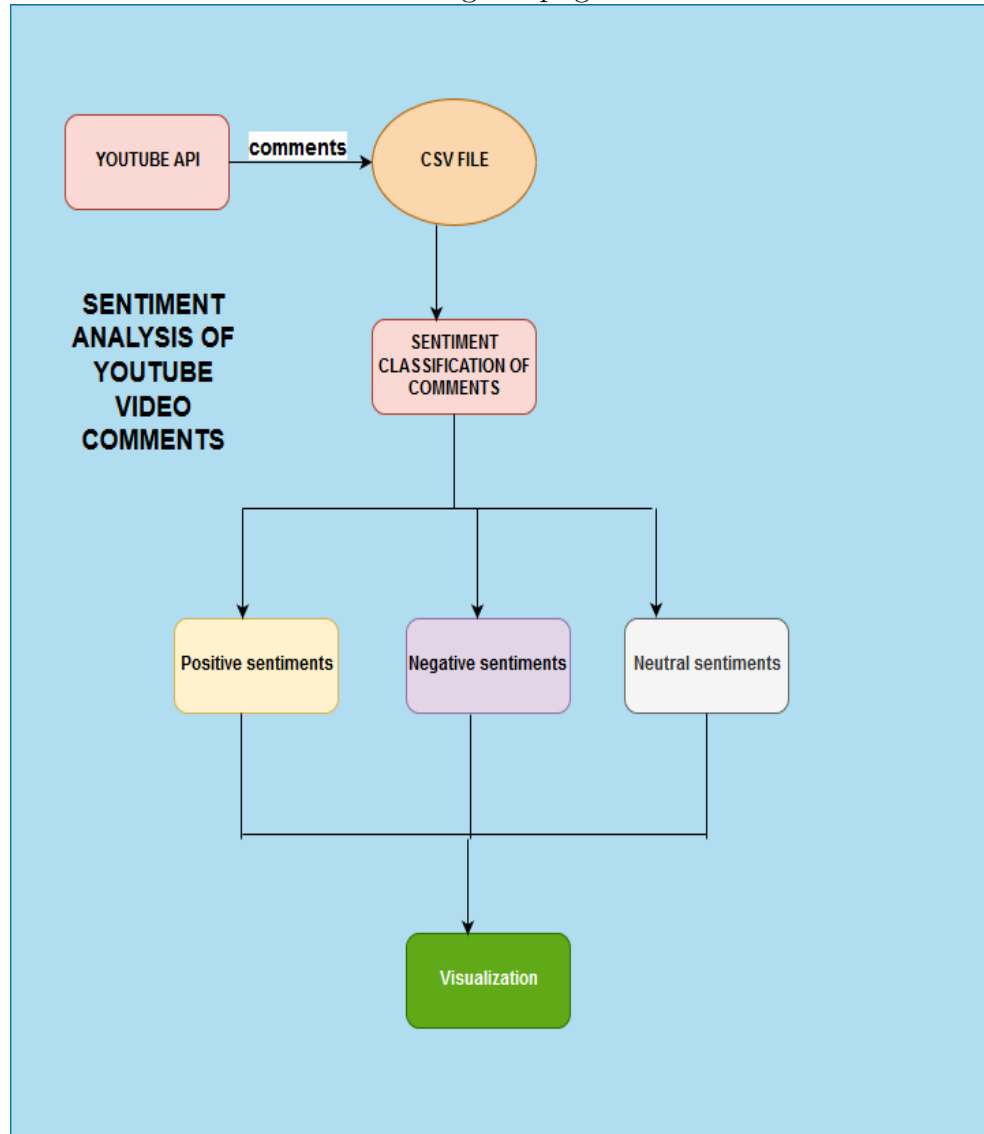 comments
YOUTUBE API
CSV FILE
SENTIMENT
ANALYSIS OF
YOUTUBE
VIDEO
COMMENTS
SENTIMENT
CLASSIFICATION OF
COMMENTS
Positive sentiments
Negative sentiments
Neutral sentiments
Visualization